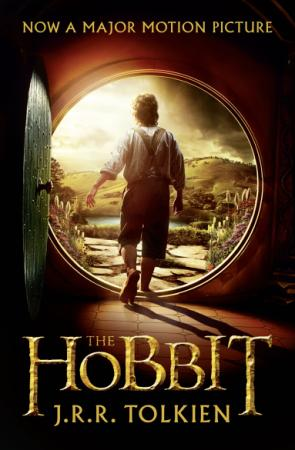 NOW A MAJOR MOTION PICTURE
THE
HOBBIT
J.R.R. TOLKIEN